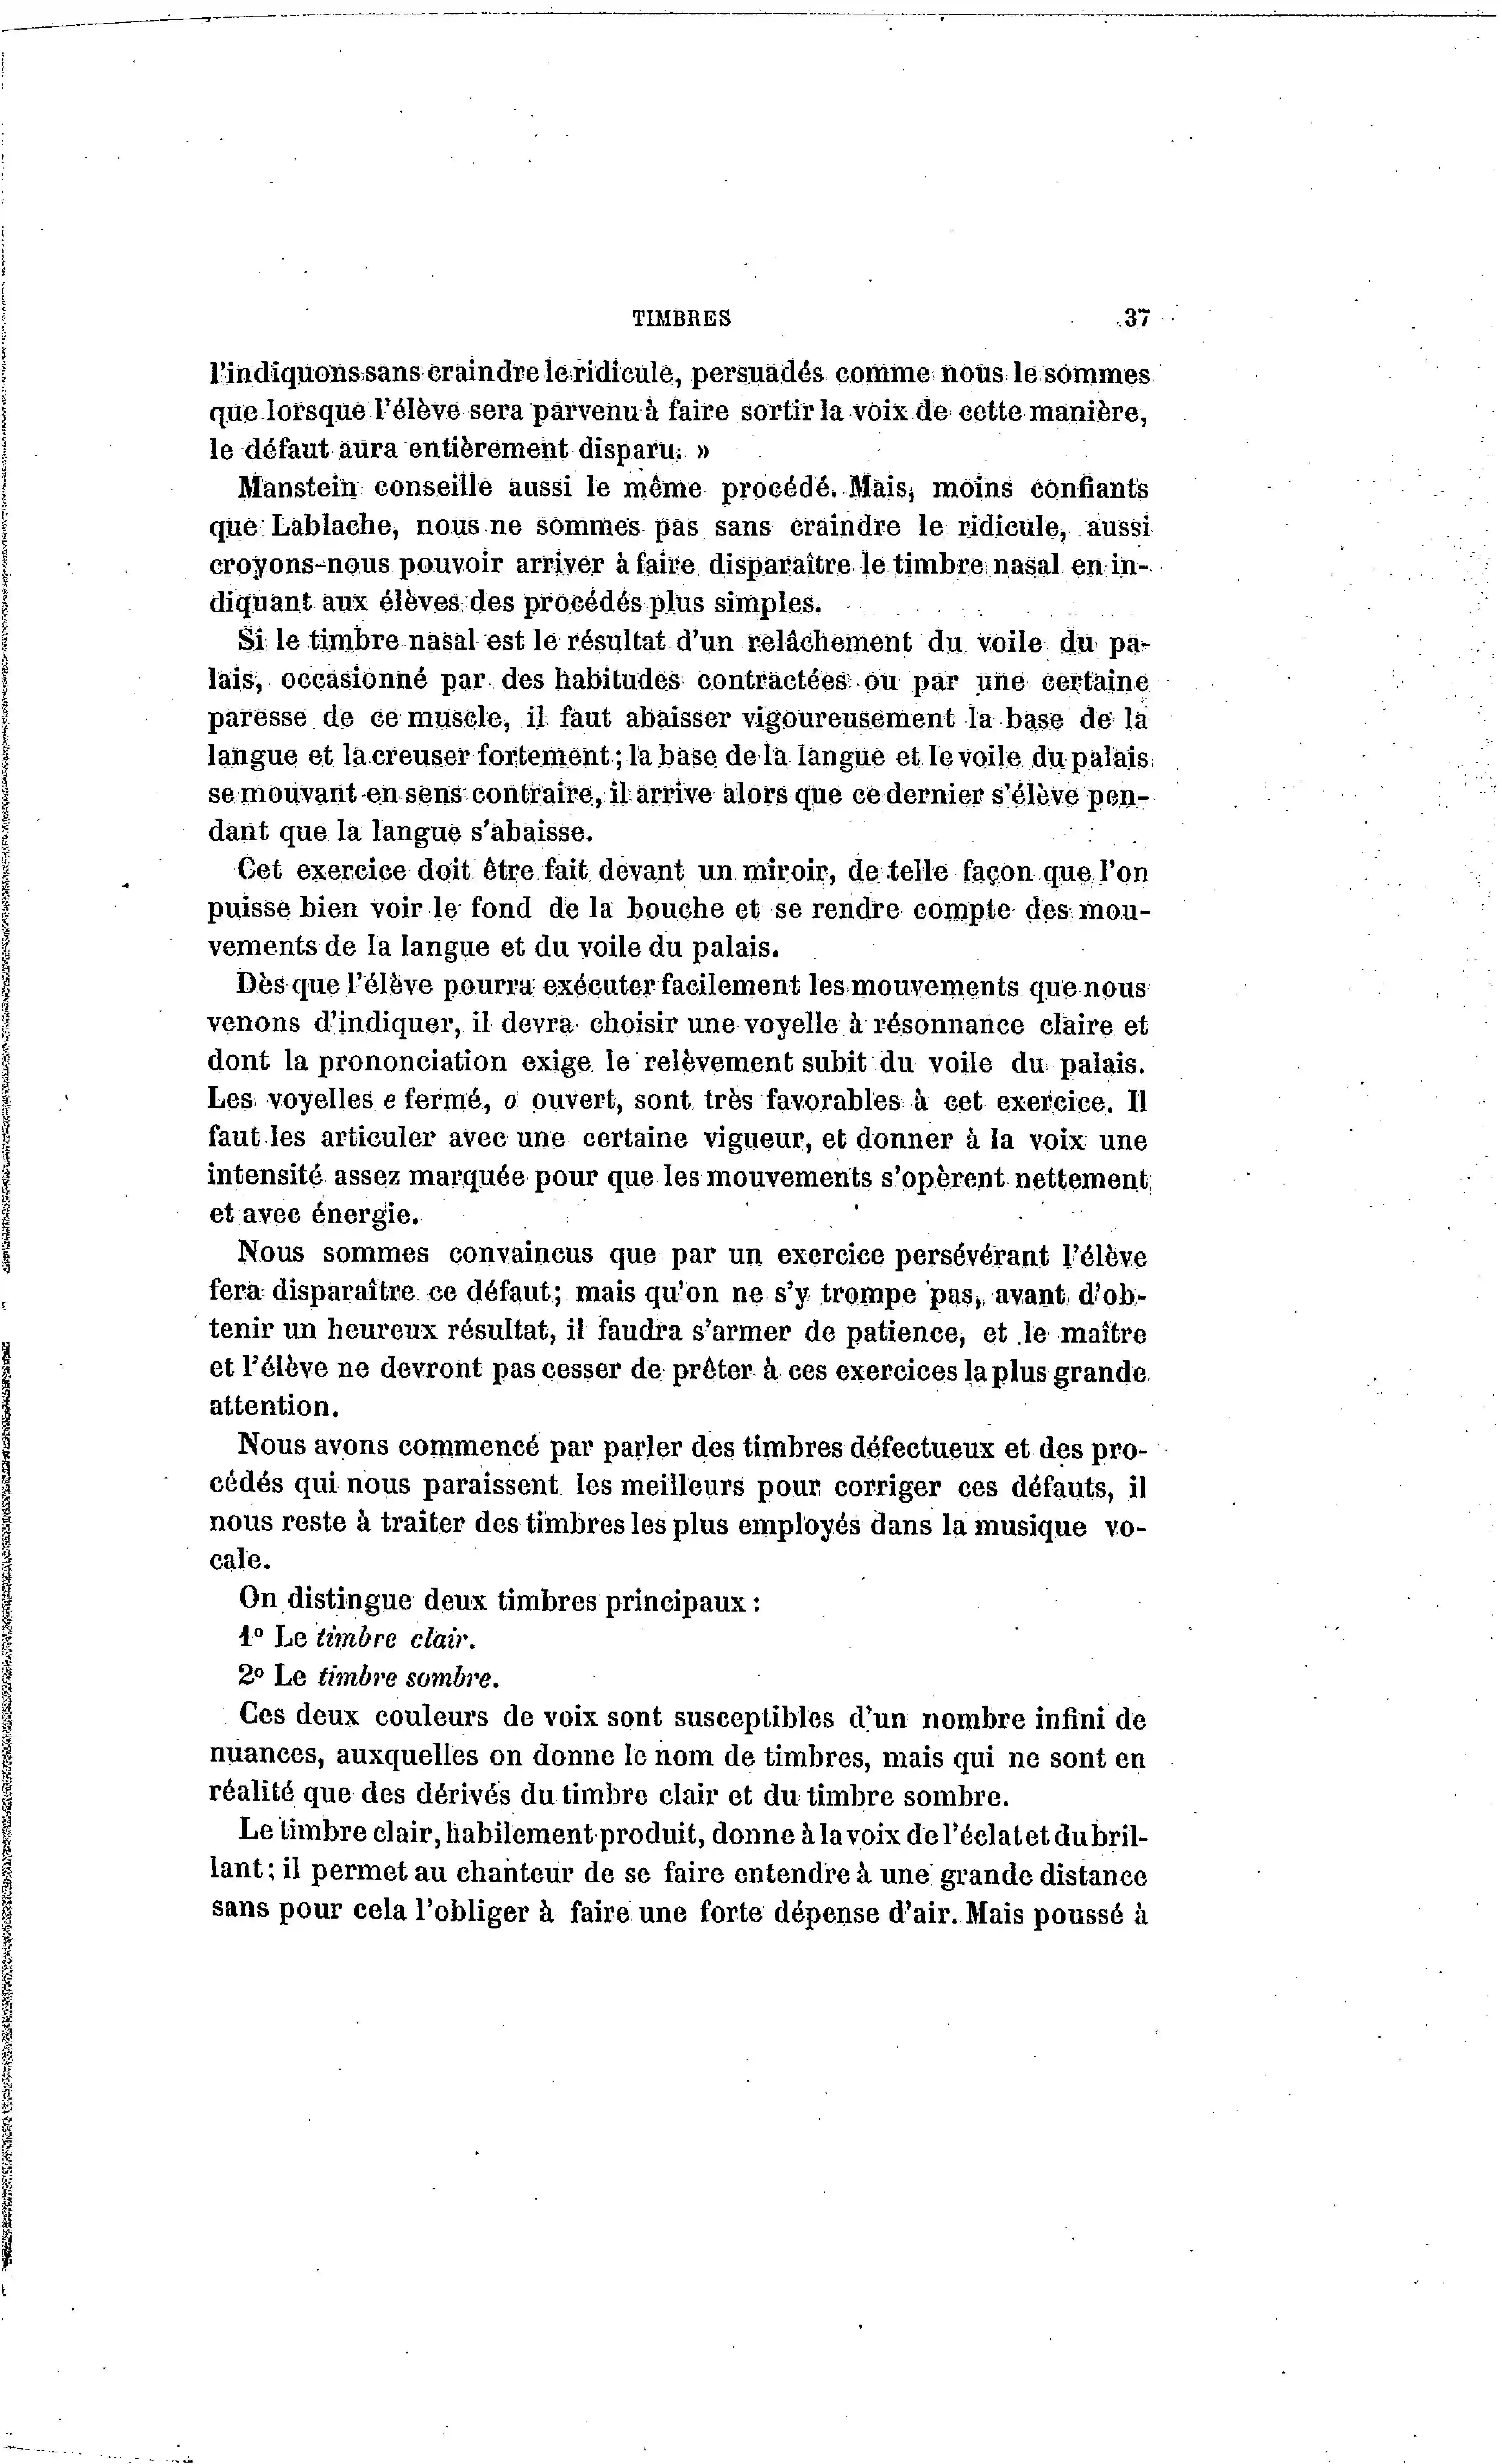 TIMBRES 37
l'indiquons sans craindre le ridicule, persuadés comme nous le sommes
que lorsque l'élève sera parvenu à faire sortir la voix de cette manière,
le défaut aura entièrement disparu. »
Manstein conseille aussi le même procédé. Mais, moins confiants
que Lablache, nous ne sommes pas sans craindre le ridicule, aussi
croyons-nous pouvoir arriver à faire disparaître le timbre nasal en in-
diquant aux élèves des procédés plus simples.
Si le timbre nasal est le résultat d'un relâchement du voile du pa-
lais, occasionné par des habitudes contractées ou par une certaine
paresse de ce muscle, il faut abaisser vigoureusement la base de la
langue et la creuser fortement; la base de la langue et le voile du palais
se mouvant en sens contraire, il arrive alors que ce dernier s'élève pen-
dant que la langue s'abaisse.
Cet exercice doit être fait devant un miroir, de telle façon que l'on
puisse bien voir le fond de la bouche et se rendre compte des mou-
vements de la langue et du voile du palais.
Dès que l'élève pourra exécuter facilement les mouvements que nous
venons d'indiquer, il devra choisir une voyelle à résonnance claire et
dont la prononciation exige le relèvement subit du voile du palais.
Les voyelles e fermé, o ouvert, sont très favorables à cet exercice. Il
faut les articuler avec une certaine vigueur, et donner à la voix une
intensité assez marquée pour que les mouvements s'opèrent nettement
et avec énergie.
Nous sommes convaincus que par un exercice persévérant l'élève
fera disparaître ce défaut; mais qu'on ne s'y trompe pas, avant d'ob-
tenir un heureux résultat, il faudra s'armer de patience, et le maître
et l'élève ne devront pas cesser de prêter à ces exercices la plus grande
attention.
Nous avons commencé par parler des timbres défectueux et des pro-
cédés qui nous paraissent les meilleurs pour corriger ces défauts, il
nous reste à traiter des timbres les plus employés dans la musique vo-
cale.
On distingue deux timbres principaux :
1º Le timbre clair.
2º Le timbre sombre.
Ces deux couleurs de voix sont susceptibles d'un nombre infini de
nuances, auxquelles on donne le nom de timbres, mais qui ne sont en
réalité que des dérivés du timbre clair et du timbre sombre.
Le timbre clair, habilement produit, donne à la voix de l'éclat et du bril-
lant; il permet au chanteur de se faire entendre à une grande distance
sans pour cela l'obliger à faire une forte dépense d'air. Mais poussé à